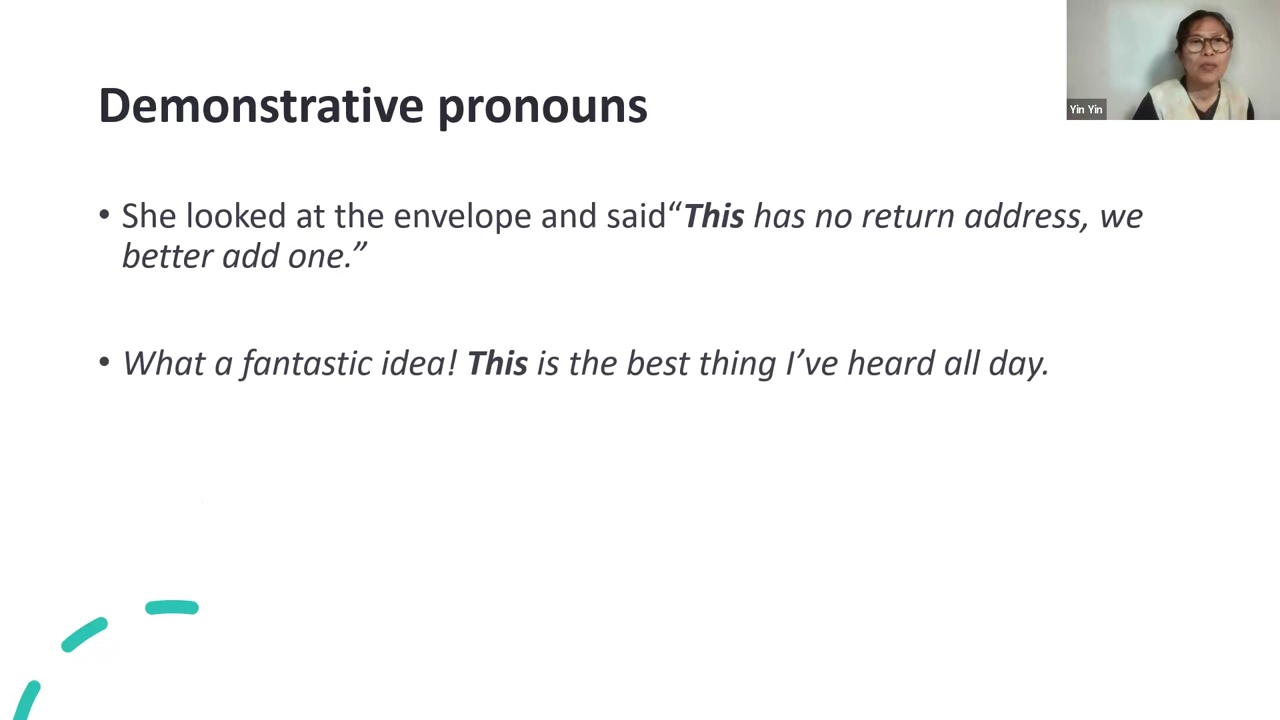 Demonstrative pronouns
• She looked at the envelope and said“This has no return address, we
better add one.”
• What a fantastic idea! This is the best thing I’ve heard all day.
Yin Yin